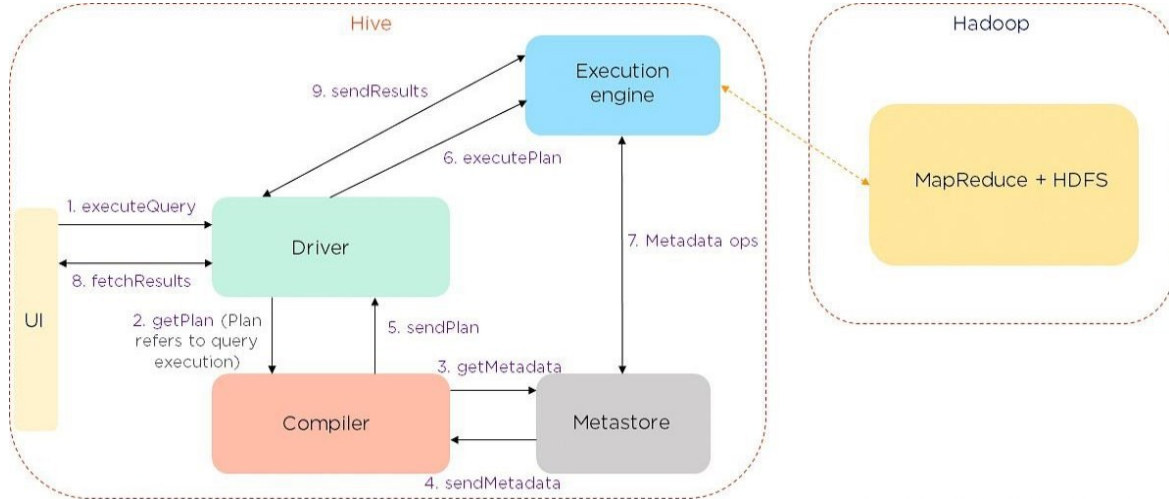 Hive
Hadoop
Execution
engine
9. sendResults
6. executePlan
MapReduce + HDFS
1. executeQuery
Driver
7. Metadata ops
8. fetchResults
UI
2. getPlan (Plan
refers to query
execution)
5. sendPlan
3. getMetadata
Compiler
Metastore
4. sendMetadata